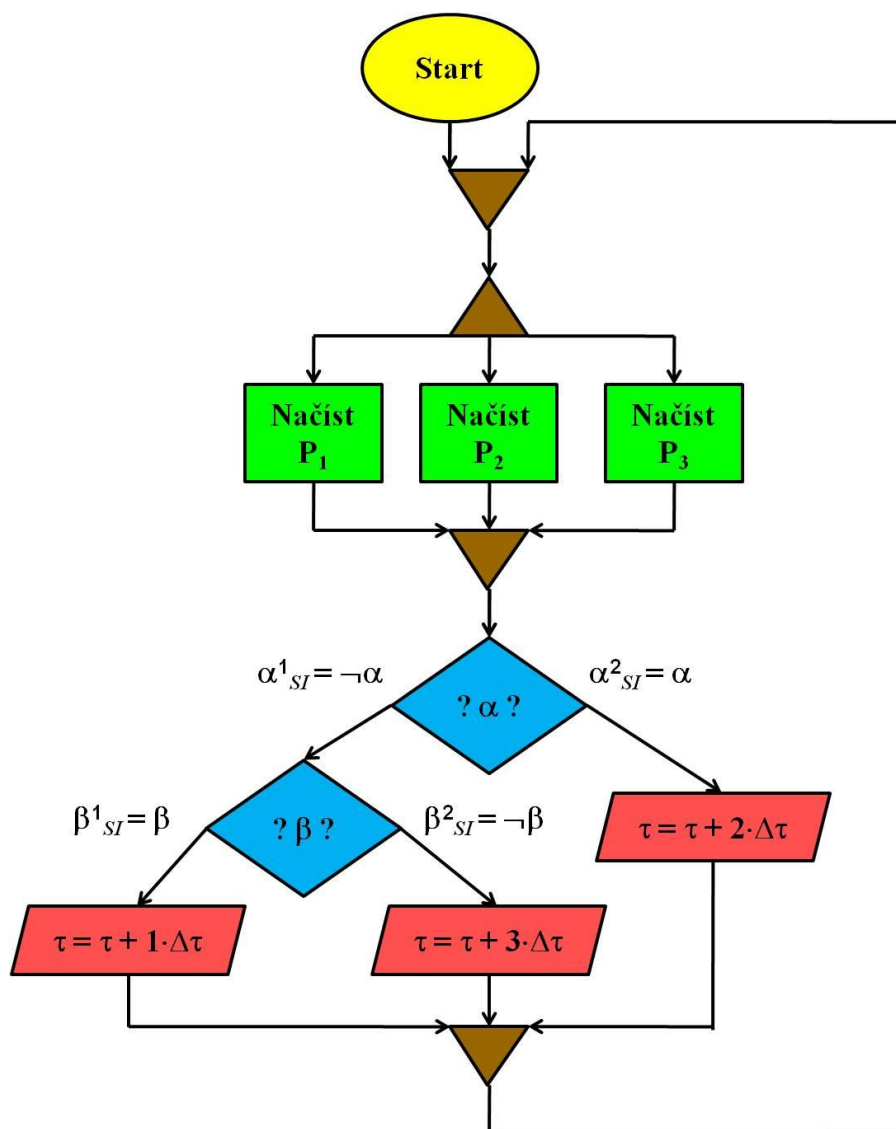 Start
Načíst
P₁
Načíst
P₂
Načíst
P₃
α¹SI = ¬α
α²SI = α
? α ?
β¹SI = β
? β ?
β²SI = ¬β
τ = τ + 2·Δτ
τ = τ + 1·Δτ
τ = τ + 3·Δτ